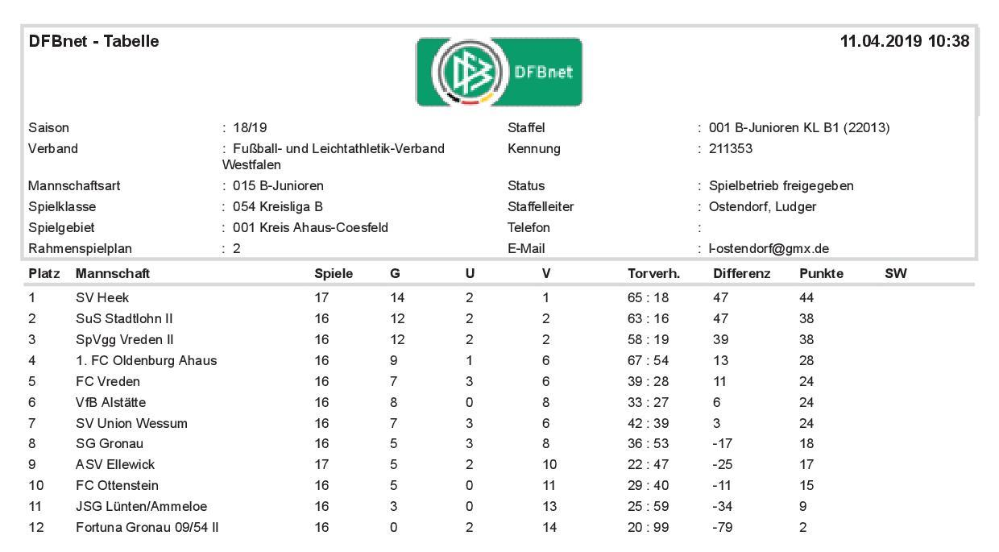 DFBnet - Tabelle 11.04.2019 10:38
DFBnet
Saison : 18/19 Staffel : 001 B-Junioren KL B1 (22013)
Verband : Fußball- und Leichtathletik-Verband Kennung : 211353
Westfalen
Mannschaftsart : 015 B-Junioren Status : Spielbetrieb freigegeben
Spielklasse : 054 Kreisliga B Staffelleiter : Ostendorf, Ludger
Spielgebiet : 001 Kreis Ahaus-Coesfeld Telefon :
Rahmenspielplan : 2 E-Mail : l-ostendorf@gmx.de
Platz Mannschaft Spiele G U V Torverh. Differenz Punkte SW
1 SV Heek 17 14 2 1 65 : 18 47 44
2 SuS Stadtlohn II 16 12 2 2 63 : 16 47 38
3 SpVgg Vreden II 16 12 2 2 58 : 19 39 38
4 1. FC Oldenburg Ahaus 16 9 1 6 67 : 54 13 28
5 FC Vreden 16 7 3 6 39 : 28 11 24
6 VfB Alstätte 16 8 0 8 33 : 27 6 24
7 SV Union Wessum 16 7 3 6 42 : 39 3 24
8 SG Gronau 16 5 3 8 36 : 53 -17 18
9 ASV Ellewick 17 5 2 10 22 : 47 -25 17
10 FC Ottenstein 16 5 0 11 29 : 40 -11 15
11 JSG Lünten/Ammeloe 16 3 0 13 25 : 59 -34 9
12 Fortuna Gronau 09/54 II 16 0 2 14 20 : 99 -79 2